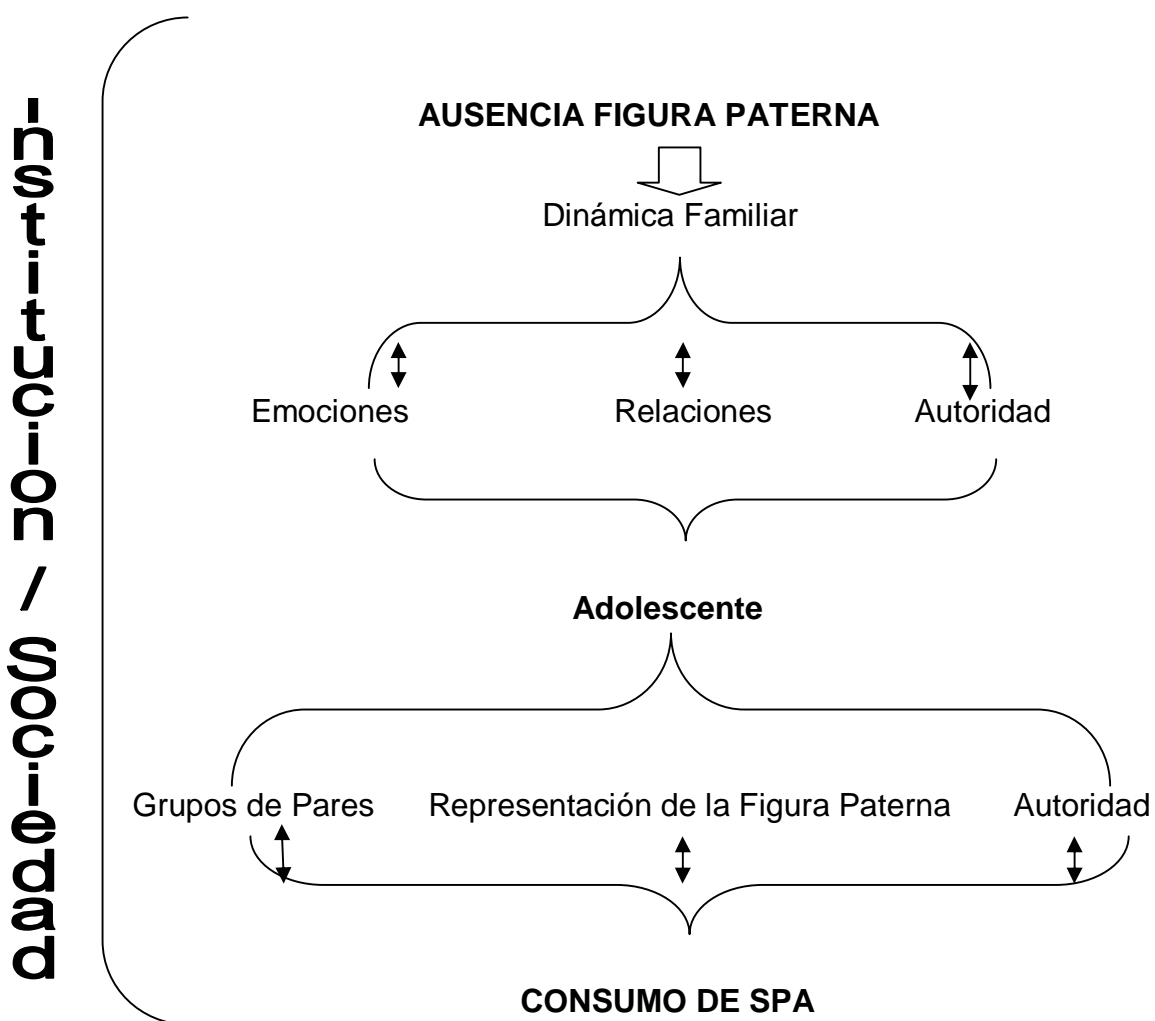 Institucion / Sociedad
AUSENCIA FIGURA PATERNA
Dinámica Familiar
Emociones Relaciones Autoridad
Adolescente
Grupos de Pares Representación de la Figura Paterna Autoridad
CONSUMO DE SPA